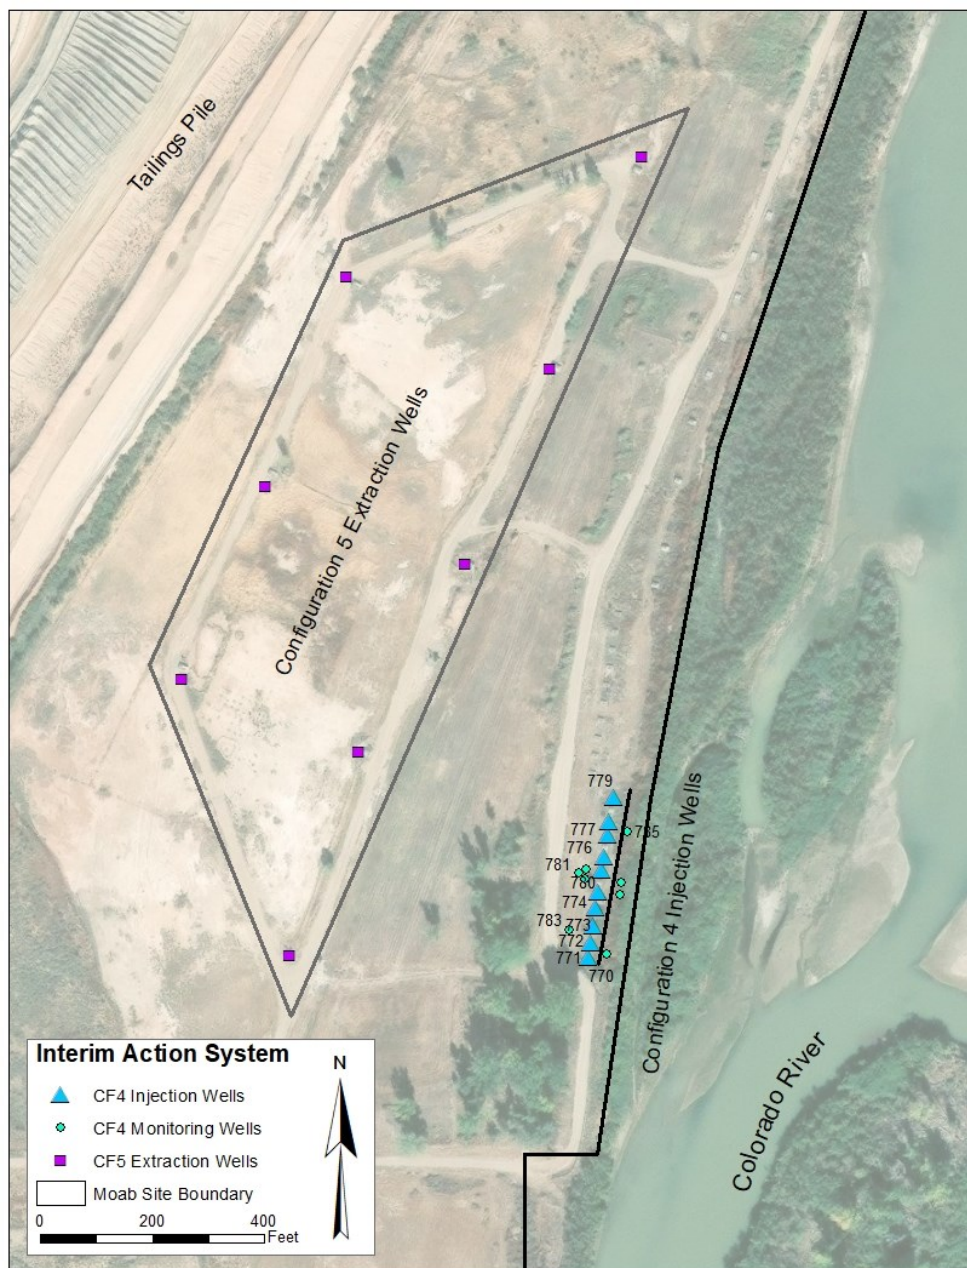 Tailings Pile
Configuration 5 Extraction Wells
779
777
785
776
781
780
774
783
773
772
771
770
Configuration 4 Injection Wells
Colorado River
Interim Action System
N
CF4 Injection Wells
CF4 Monitoring Wells
CF5 Extraction Wells
Moab Site Boundary
0 200 400
Feet